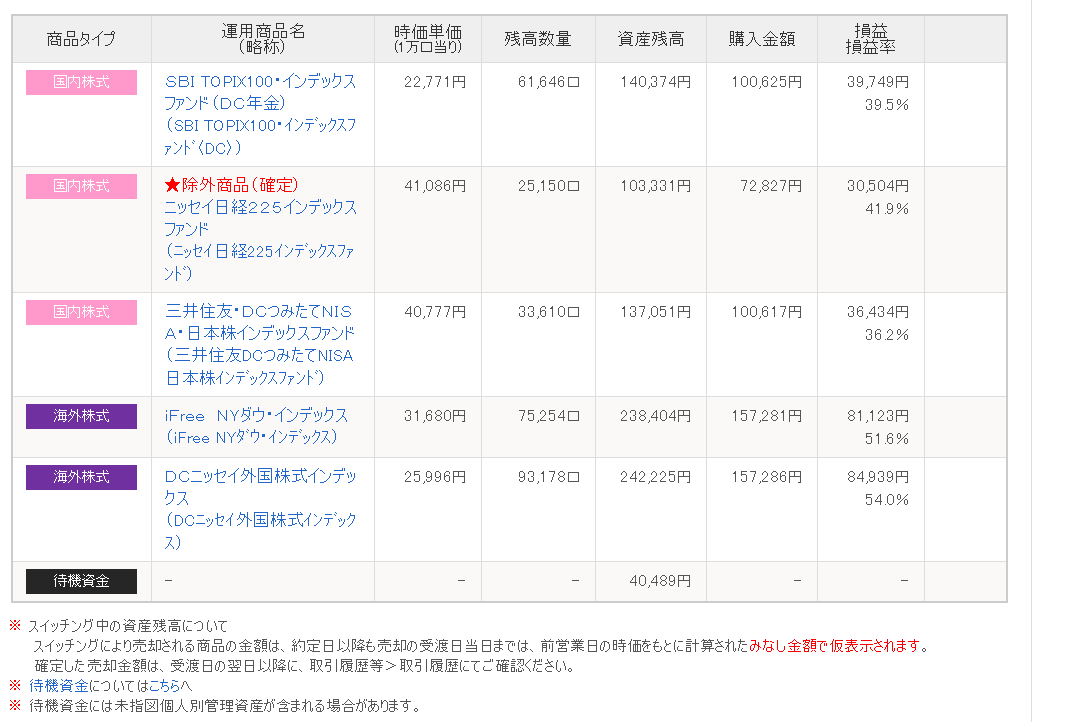 商品タイプ 運用商品名 時価単価 残高数量 資産残高 購入金額 損益
(略称) (1万口当り) 損益率
国内株式 SBI TOPIX100・インデックス 22,771円 61,646口 140,374円 100,625円 39,749円
ファンド（DC年金） 39.5%
（SBI TOPIX100・インデックスフ
ァンド〈DC〉）
国内株式 ★除外商品（確定） 41,086円 25,150口 103,331円 72,827円 30,504円
ニッセイ日経２２５インデックス 41.9%
ファンド
（ニッセイ日経225インデックスファ
ンド）
国内株式 三井住友・DCつみたてNIS 40,777円 33,610口 137,051円 100,617円 36,434円
A・日本株インデックスファンド 36.2%
（三井住友DCつみたてNISA
日本株インデックスファンド）
海外株式 iFree　NYダウ・インデックス 31,680円 75,254口 238,404円 157,281円 81,123円
（iFree NYダウ・インデックス） 51.6%
海外株式 DCニッセイ外国株式インデッ 25,996円 93,178口 242,225円 157,286円 84,939円
クス 54.0%
（DCニッセイ外国株式インデック
ス）
待機資金 － － － 40,489円 － －
※ スイッチング中の資産残高について
スイッチングにより売却される商品の金額は、約定日以降も売却の受渡日当日までは、前営業日の時価をもとに計算されたみなし金額で仮表示されます。
確定した売却金額は、受渡日の翌日以降に、取引履歴等＞取引履歴にてご確認ください。
※ 待機資金についてはこちらへ
※ 待機資金には未指図個人別管理資産が含まれる場合があります。